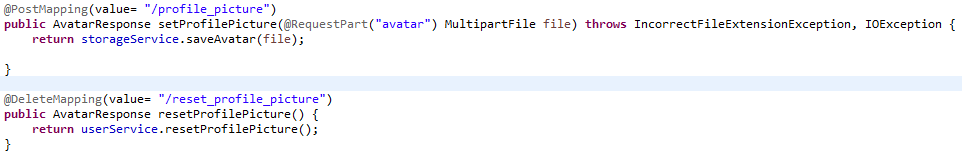 @PostMapping(value= "/profile_picture")
public AvatarResponse setProfilePicture(@RequestPart("avatar") MultipartFile file) throws IncorrectFileExtensionException, IOException {
    return storageService.saveAvatar(file);

}

@DeleteMapping(value= "/reset_profile_picture")
public AvatarResponse resetProfilePicture() {
    return userService.resetProfilePicture();
}